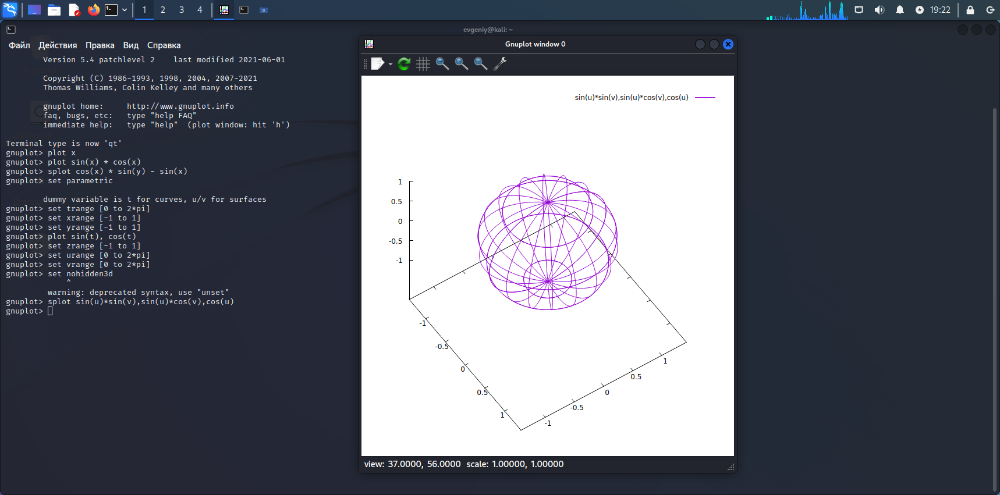 1 2 3 4 19:22
evgeniy@kali: ~
Файл Действия Правка Вид Справка
Version 5.4 patchlevel 2    last modified 2021-06-01
Copyright (C) 1986-1993, 1998, 2004, 2007-2021
Thomas Williams, Colin Kelley and many others
gnuplot home:     http://www.gnuplot.info
faq, bugs, etc:   type "help FAQ"
immediate help:   type "help"  (plot window: hit 'h')
Terminal type is now 'qt'
gnuplot> plot x
gnuplot> plot sin(x) * cos(x)
gnuplot> splot cos(x) * sin(y) - sin(x)
gnuplot> set parametric
dummy variable is t for curves, u/v for surfaces
gnuplot> set trange [0 to 2*pi]
gnuplot> set xrange [-1 to 1]
gnuplot> set yrange [-1 to 1]
gnuplot> plot sin(t), cos(t)
gnuplot> set zrange [-1 to 1]
gnuplot> set urange [0 to 2*pi]
gnuplot> set vrange [0 to 2*pi]
gnuplot> set nohidden3d
^
warning: deprecated syntax, use "unset"
gnuplot> splot sin(u)*sin(v),sin(u)*cos(v),cos(u)
gnuplot>
Gnuplot window 0
sin(u)*sin(v),sin(u)*cos(v),cos(u)
1
0.5
0
-0.5
-1
-1
-0.5
0
0.5
1
-1
-0.5
0
0.5
1
view: 37.0000, 56.0000  scale: 1.00000, 1.00000